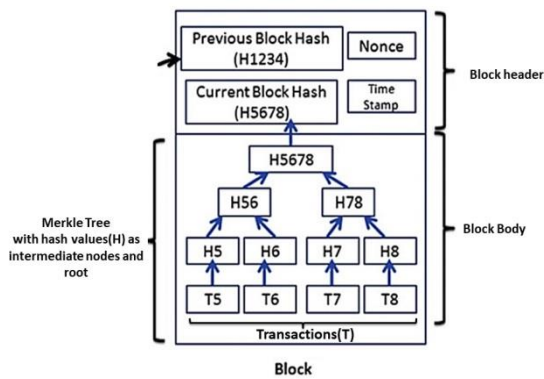 Previous Block Hash
(H1234)
Nonce
Current Block Hash
(H5678)
Time
Stamp
Block header
H5678
H56
H78
H5
H6
H7
H8
T5
T6
T7
T8
Transactions(T)
Merkle Tree
with hash values(H) as
intermediate nodes and
root
Block Body
Block